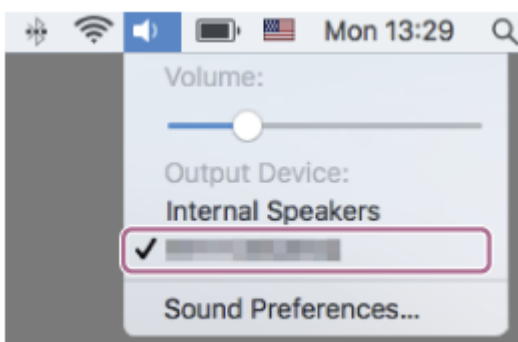 Mon 13:29
Volume:
Output Device:
Internal Speakers
Sound Preferences...